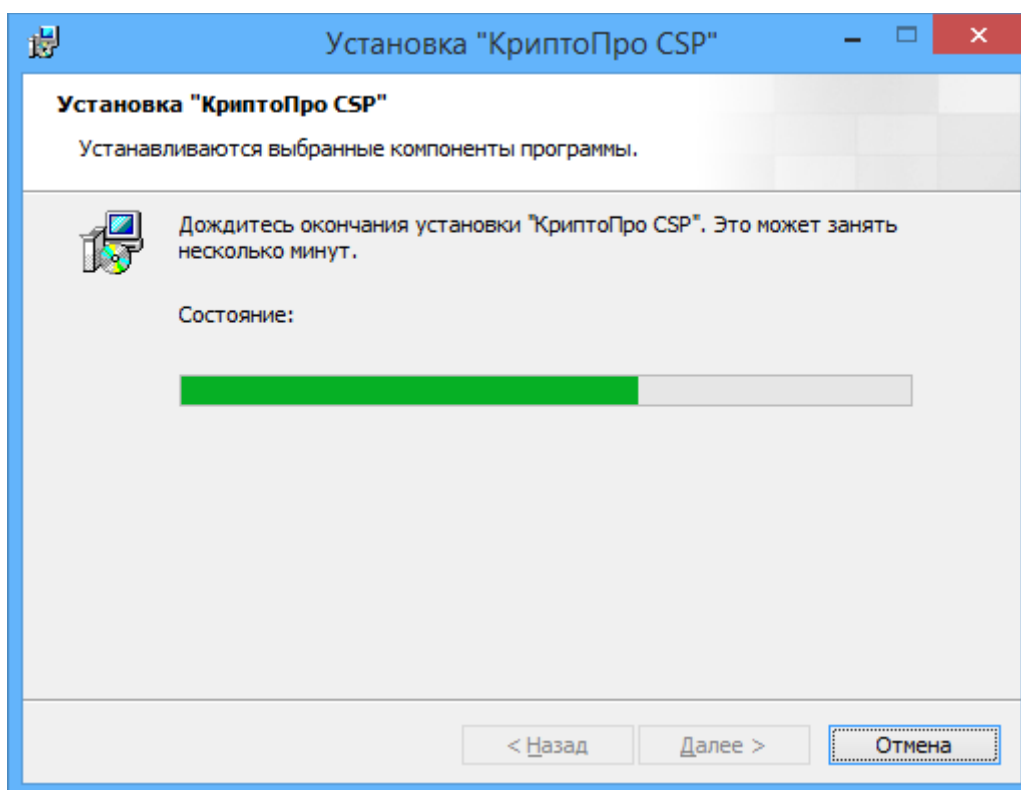 Установка "КриптоПро CSP"
Установка "КриптоПро CSP"
Устанавливаются выбранные компоненты программы.
Дождитесь окончания установки "КриптоПро CSP". Это может занять
несколько минут.
Состояние:
< Назад Далее > Отмена